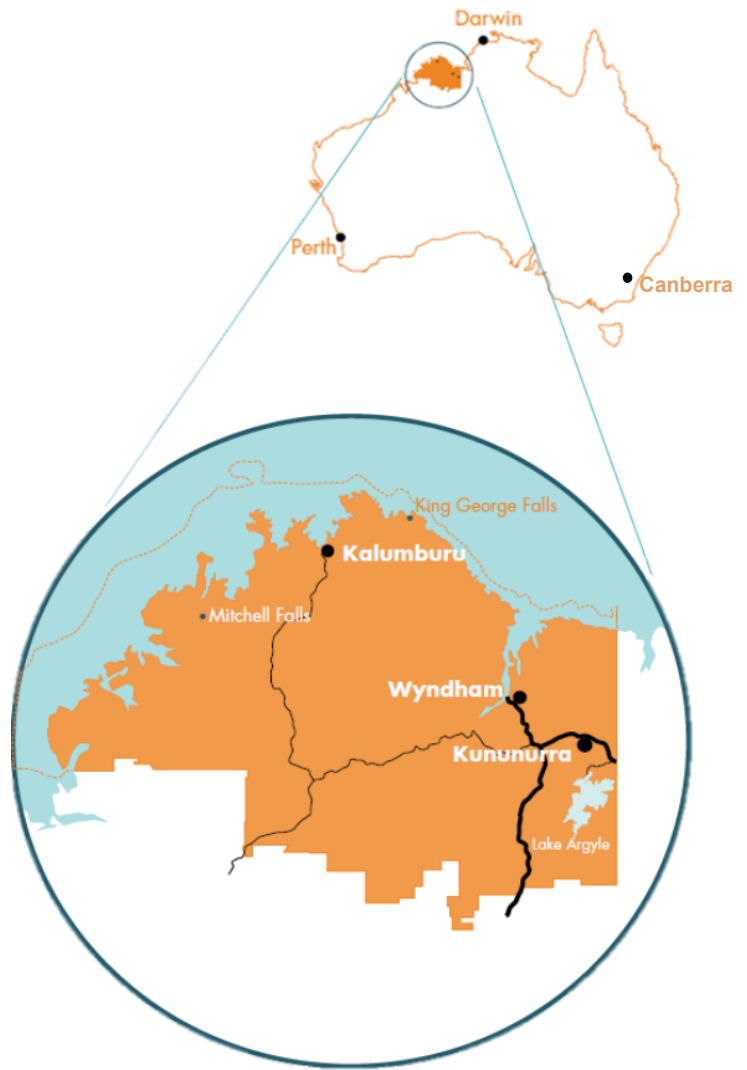 Darwin
Perth
Canberra
King George Falls
Kalumburu
Mitchell Falls
Wyndham
Kununurra
Lake Argyle